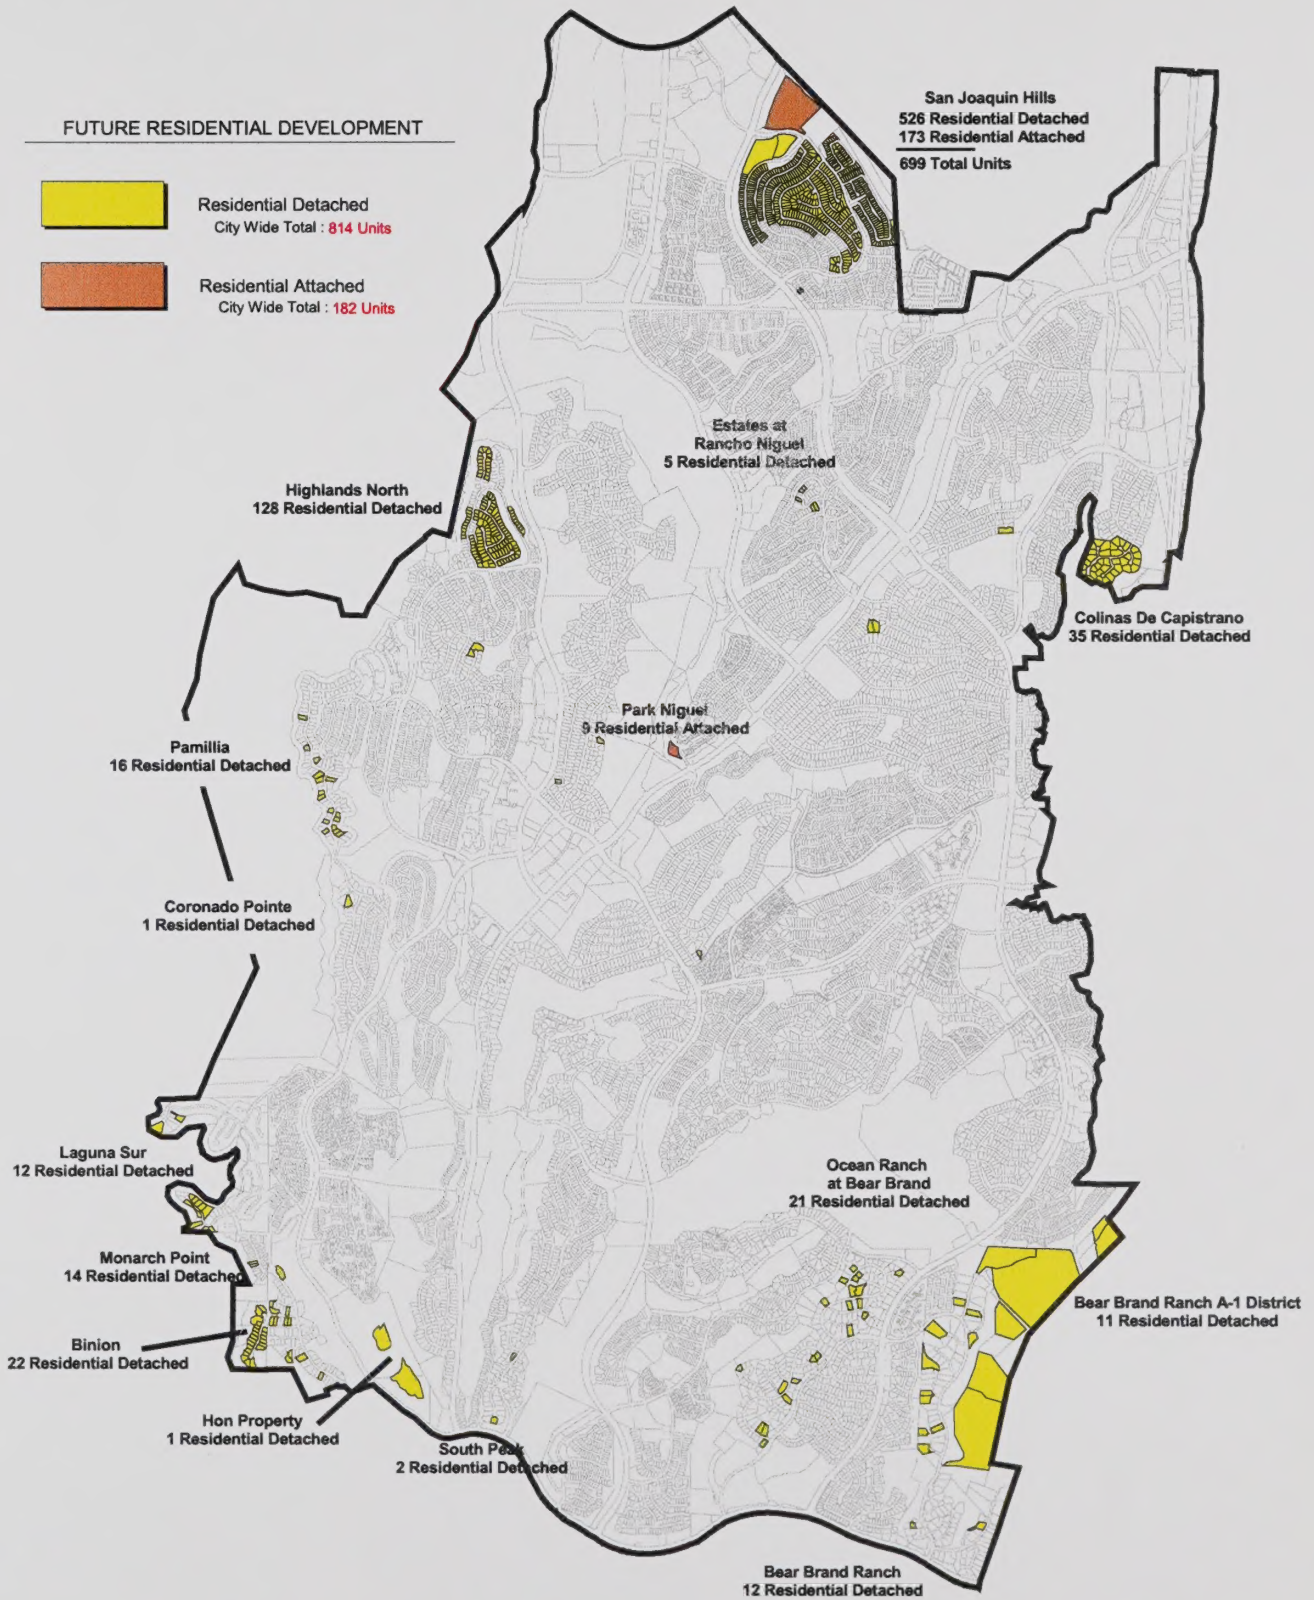 FUTURE RESIDENTIAL DEVELOPMENT
Residential Detached
City Wide Total : 814 Units
Residential Attached
City Wide Total : 182 Units
San Joaquin Hills
526 Residential Detached
173 Residential Attached
699 Total Units
Estates at
Rancho Niguel
5 Residential Detached
Highlands North
128 Residential Detached
Colinas De Capistrano
35 Residential Detached
Park Niguel
9 Residential Attached
Pamillia
16 Residential Detached
Coronado Pointe
1 Residential Detached
Laguna Sur
12 Residential Detached
Ocean Ranch
at Bear Brand
21 Residential Detached
Monarch Point
14 Residential Detached
Bear Brand Ranch A-1 District
11 Residential Detached
Binion
22 Residential Detached
Hon Property
1 Residential Detached
South Peak
2 Residential Detached
Bear Brand Ranch
12 Residential Detached